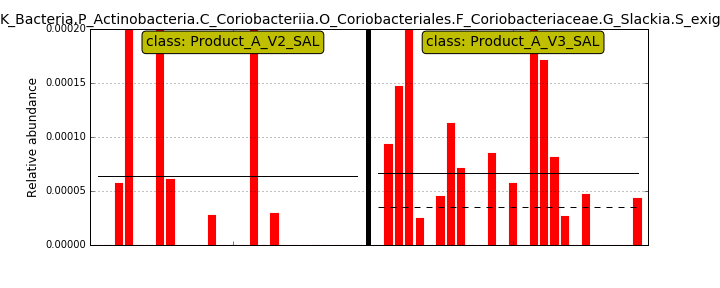 K_Bacteria.P_Actinobacteria.C_Coriobacteriia.O_Coriobacteriales.F_Coriobacteriaceae.G_Slackia.S_exig
class: Product_A_V2_SAL
class: Product_A_V3_SAL
Relative abundance
0.00020
0.00015
0.00010
0.00005
0.00000